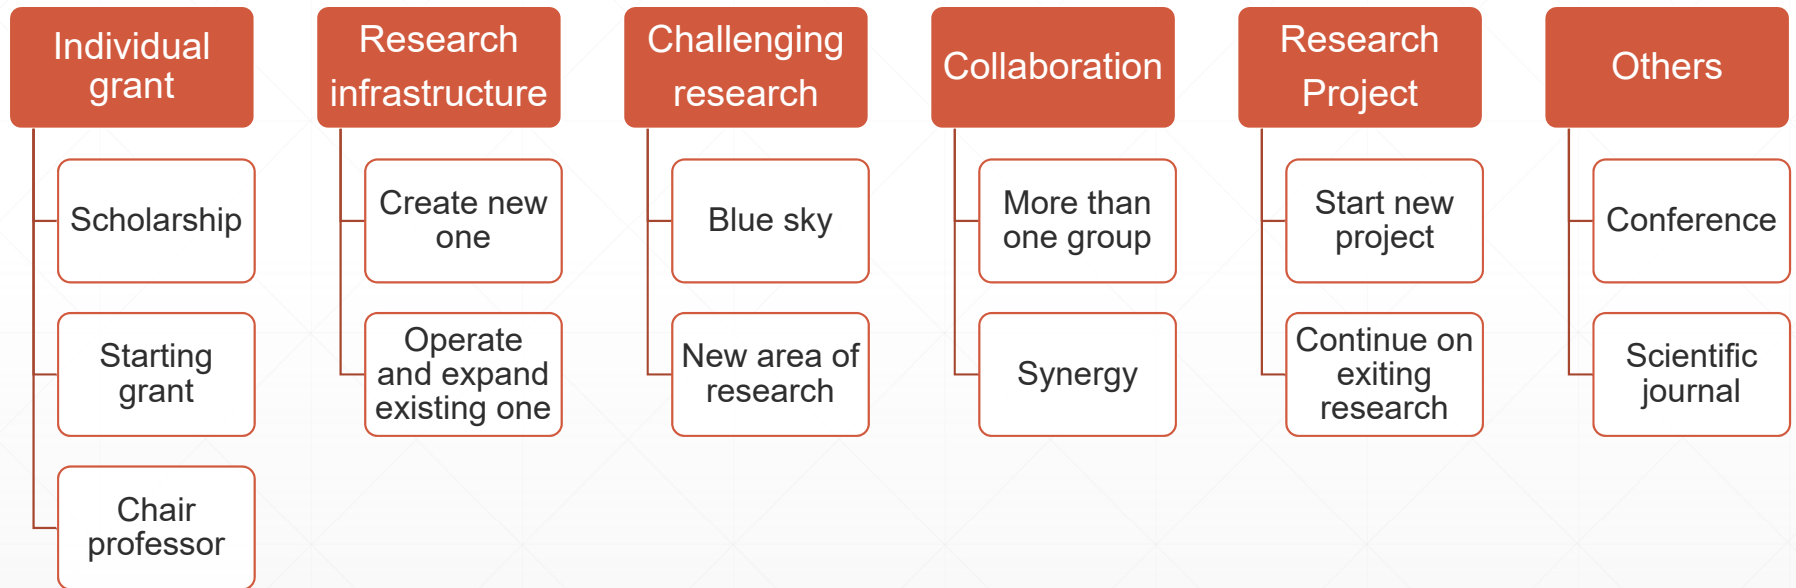 Individual
grant
Scholarship
Starting
grant
Chair
professor
Research
infrastructure
Create new
one
Operate
and expand
existing one
Challenging
research
Blue sky
New area of
research
Collaboration
More than
one group
Synergy
Research
Project
Start new
project
Continue on
exiting
research
Others
Conference
Scientific
journal